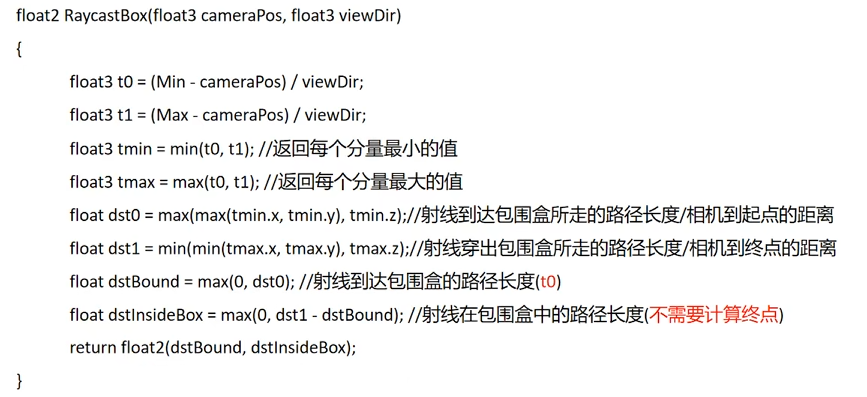 float2 RaycastBox(float3 cameraPos, float3 viewDir)
{
float3 t0 = (Min - cameraPos) / viewDir;
float3 t1 = (Max - cameraPos) / viewDir;
float3 tmin = min(t0, t1); //返回每个分量最小的值
float3 tmax = max(t0, t1); //返回每个分量最大的值
float dst0 = max(max(tmin.x, tmin.y), tmin.z);//射线到达包围盒所走的路径长度/相机到起点的距离
float dst1 = min(min(tmax.x, tmax.y), tmax.z);//射线穿出包围盒所走的路径长度/相机到终点的距离
float dstBound = max(0, dst0); //射线到达包围盒的路径长度(t0)
float dstInsideBox = max(0, dst1 - dstBound); //射线在包围盒中的路径长度(不需要计算终点)
return float2(dstBound, dstInsideBox);
}